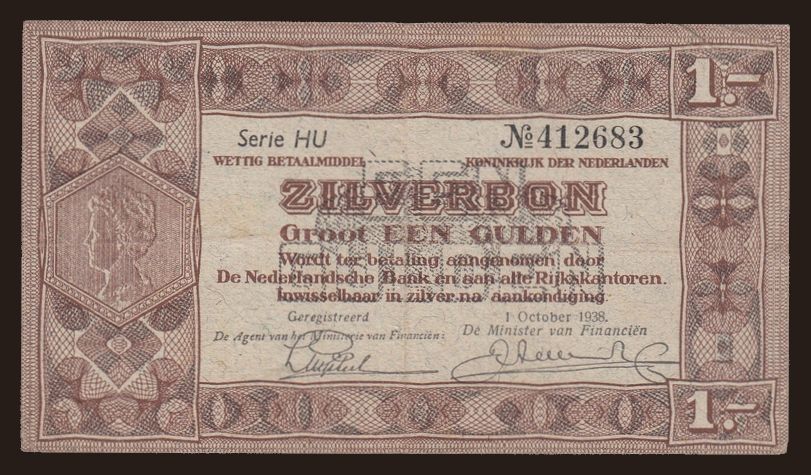 1.-
Serie HU № 412683
WETTIG BETAALMIDDEL KONINKRIJK DER NEDERLANDEN
ZILVERBON
Groot EEN GULDEN
Wordt ter betaling aangenomen door
De Nederlandsche Bank en aan alle Rijkskantoren.
Inwisselbaar in zilver na aankondiging.
Geregistreerd 1 October 1938.
De Agent van het Ministerie van Financiën: De Minister van Financiën
1.-